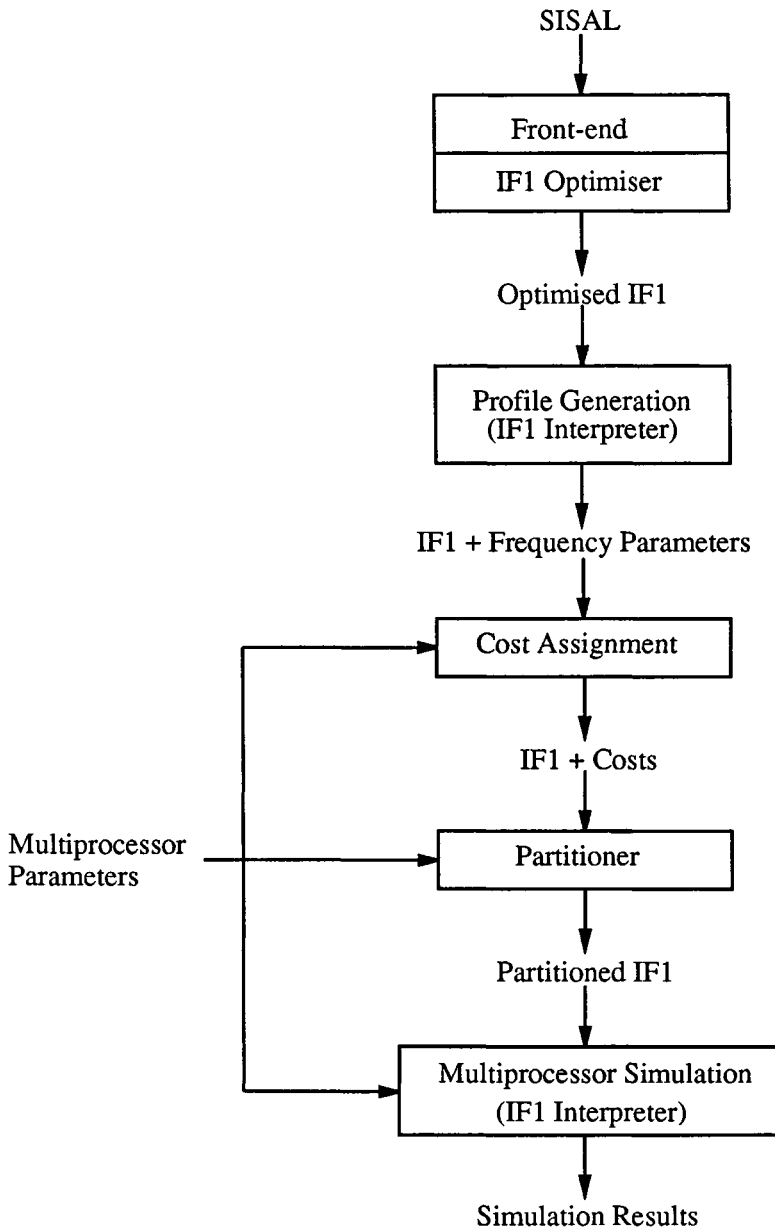 SISAL
Front-end
IF1 Optimiser
Optimised IF1
Profile Generation
(IF1 Interpreter)
IF1 + Frequency Parameters
Cost Assignment
IF1 + Costs
Multiprocessor
Parameters
Partitioner
Partitioned IF1
Multiprocessor Simulation
(IF1 Interpreter)
Simulation Results